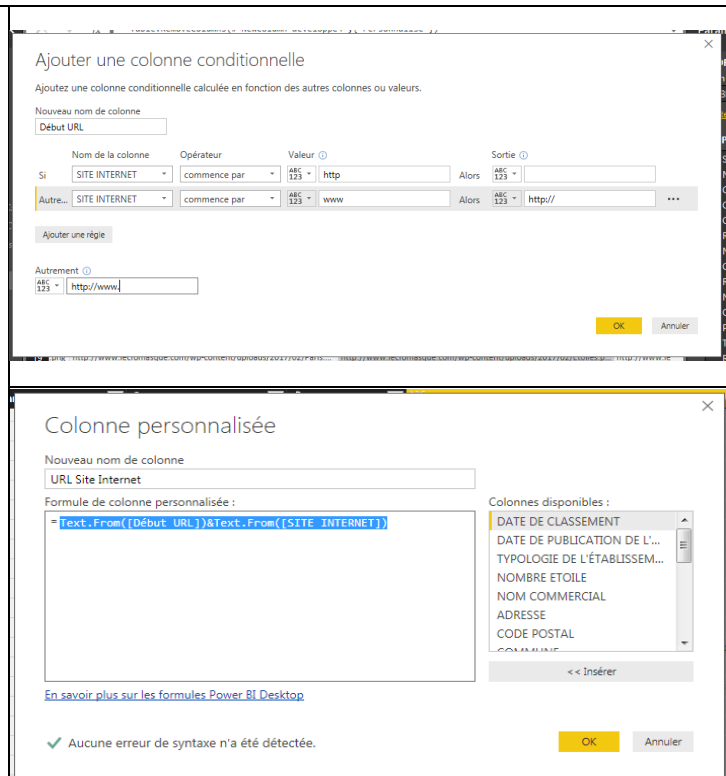 Ajouter une colonne conditionnelle
Ajoutez une colonne conditionnelle calculée en fonction des autres colonnes ou valeurs.
Nouveau nom de colonne
Début URL
Nom de la colonne Opérateur Valeur Sortie
Si SITE INTERNET commence par ABC 123 http Alors ABC 123
Autre... SITE INTERNET commence par ABC 123 www Alors ABC 123 http://
Ajouter une règle
Autrement
ABC 123 http://www.
OK Annuler
Colonne personnalisée
Nouveau nom de colonne
URL Site Internet
Formule de colonne personnalisée : Colonnes disponibles :
=Text.From([Début URL])&Text.From([SITE INTERNET])
DATE DE CLASSEMENT
DATE DE PUBLICATION DE L'...
TYPOLOGIE DE L'ÉTABLISSEM...
NOMBRE ETOILE
NOM COMMERCIAL
ADRESSE
CODE POSTAL
COMMUNE
<< Insérer
En savoir plus sur les formules Power BI Desktop
Aucune erreur de syntaxe n'a été détectée.
OK Annuler